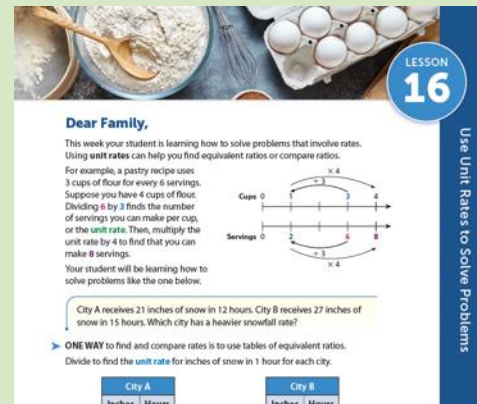 LESSON
16
Use Unit Rates to Solve Problems
Dear Family,
This week your student is learning how to solve problems that involve rates.
Using unit rates can help you find equivalent ratios or compare ratios.
For example, a pastry recipe uses
3 cups of flour for every 6 servings.
Suppose you have 4 cups of flour.
Dividing 6 by 3 finds the number
of servings you can make per cup,
or the unit rate. Then, multiply the
unit rate by 4 to find that you can
make 8 servings.
Your student will be learning how to
solve problems like the one below.
× 4
÷ 3
Cups 0 1 3 4
Servings 0 2 6 8
÷ 3
× 4
City A receives 21 inches of snow in 12 hours. City B receives 27 inches of
snow in 15 hours. Which city has a heavier snowfall rate?
ONE WAY to find and compare rates is to use tables of equivalent ratios.
Divide to find the unit rate for inches of snow in 1 hour for each city.
City A City B
Inches Hours Inches Hours